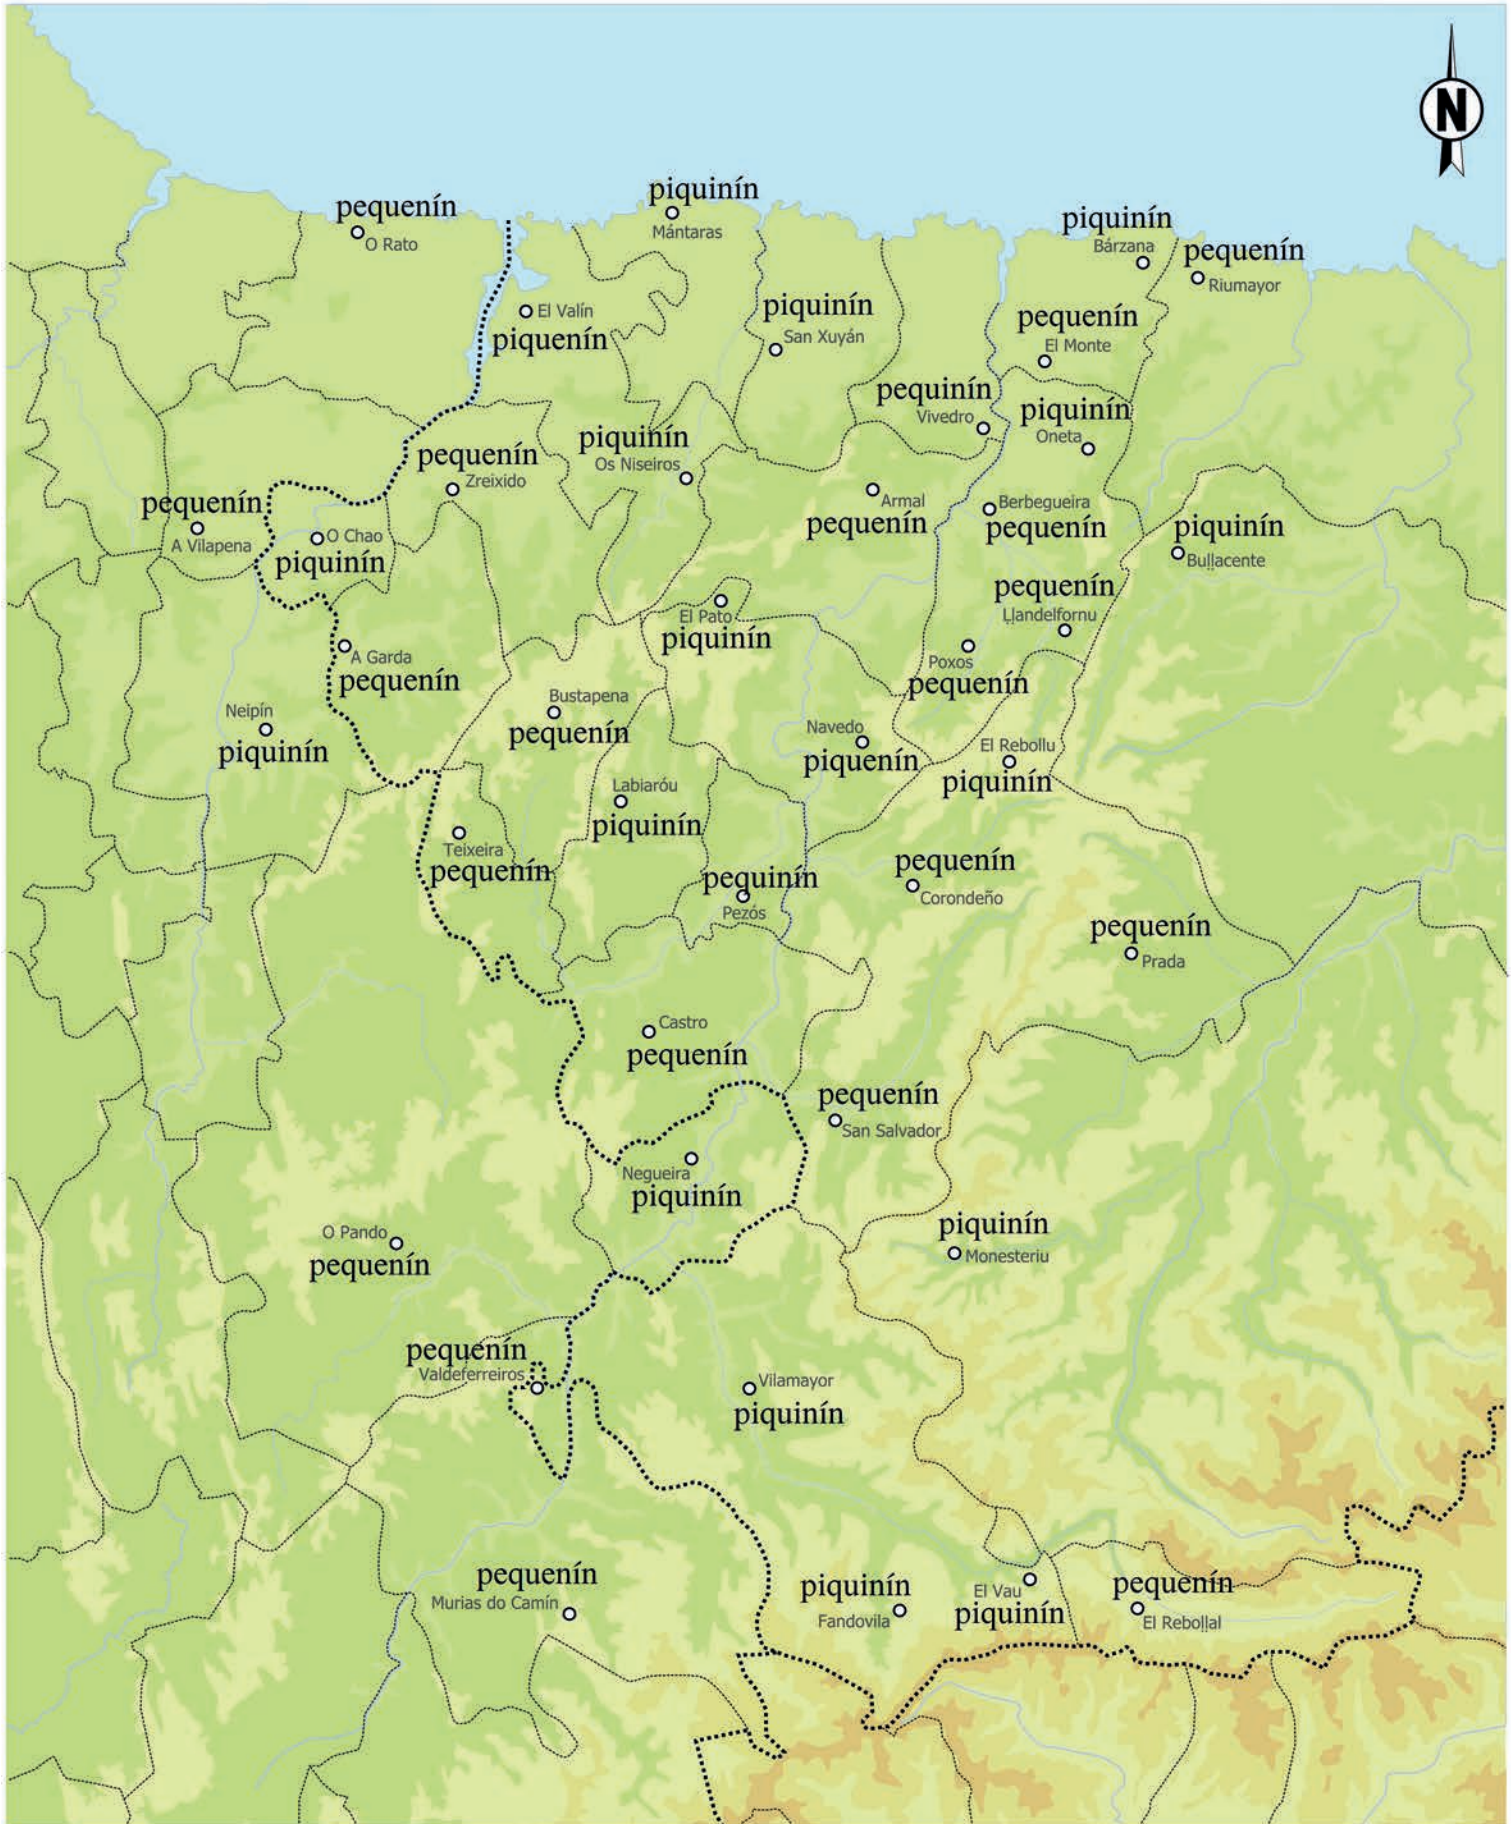 N
piquinín
Mántaras
pequenín
O Rato
piquinín
Bárzana
pequenín
Riumayor
El Valín
piquenín
piquinín
San Xuyán
pequenín
El Monte
pequinín
Vivedro
piquinín
Oneta
piquinín
Os Niseiros
pequenín
Zreixido
pequenín
A Vilapena
O Chao
piquinín
Armal
pequenín
Berbegueira
pequenín
piquinín
Buḷḷacente
pequenín
Ḷḷandelfornu
El Pato
piquinín
A Garda
pequenín
Poxos
pequenín
Bustapena
pequenín
Neipín
piquinín
Navedo
piquenín
El Rebollu
piquinín
Labiaróu
piquinín
Teixeira
pequenín
pequinín
Pezós
pequenín
Corondeño
pequenín
Prada
Castro
pequenín
pequenín
San Salvador
Negueira
piquinín
O Pando
pequenín
piquinín
Monesteriu
pequenín
Valdeferreiros
Vilamayor
piquinín
pequenín
Murias do Camín
piquinín
Fandovila
El Vau
piquinín
pequenín
El Reboḷḷal